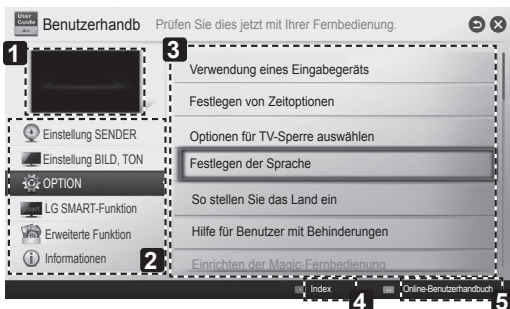 User Guide
Benutzerhandb
Prüfen Sie dies jetzt mit Ihrer Fernbedienung.
1
3
Verwendung eines Eingabegeräts
Festlegen von Zeitoptionen
Optionen für TV-Sperre auswählen
Festlegen der Sprache
So stellen Sie das Land ein
Hilfe für Benutzer mit Behinderungen
Einrichten der Magic-Fernbedienung
Einstellung SENDER
Einstellung BILD, TON
OPTION
LG SMART-Funktion
Erweiterte Funktion
Informationen
2
Index
Online-Benutzerhandbuch
4
5